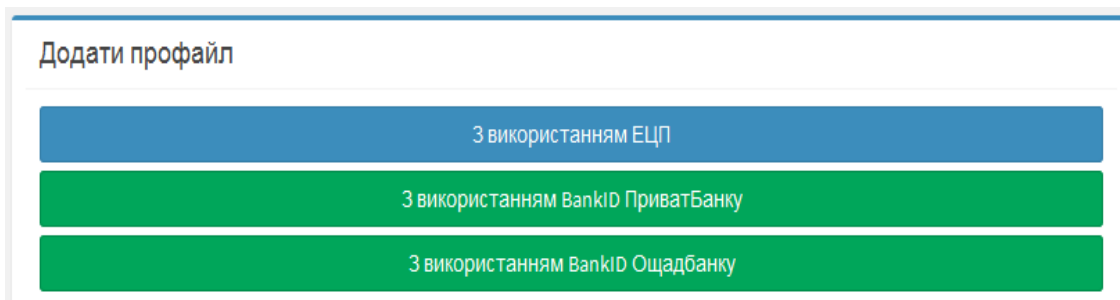 Додати профайл
З використанням ЕЦП
З використанням BankID ПриватБанку
З використанням BankID Ощадбанку